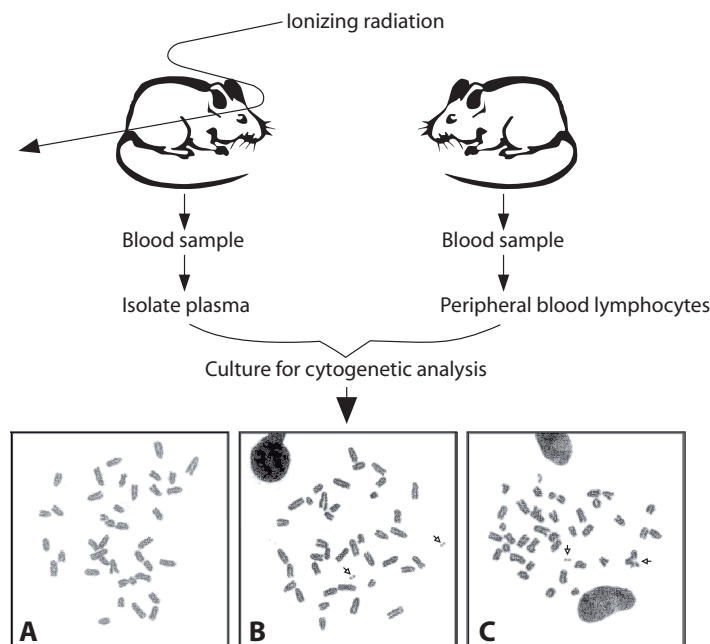 Ionizing radiation
Blood sample
Blood sample
Isolate plasma
Peripheral blood lymphocytes
Culture for cytogenetic analysis
A
B
C